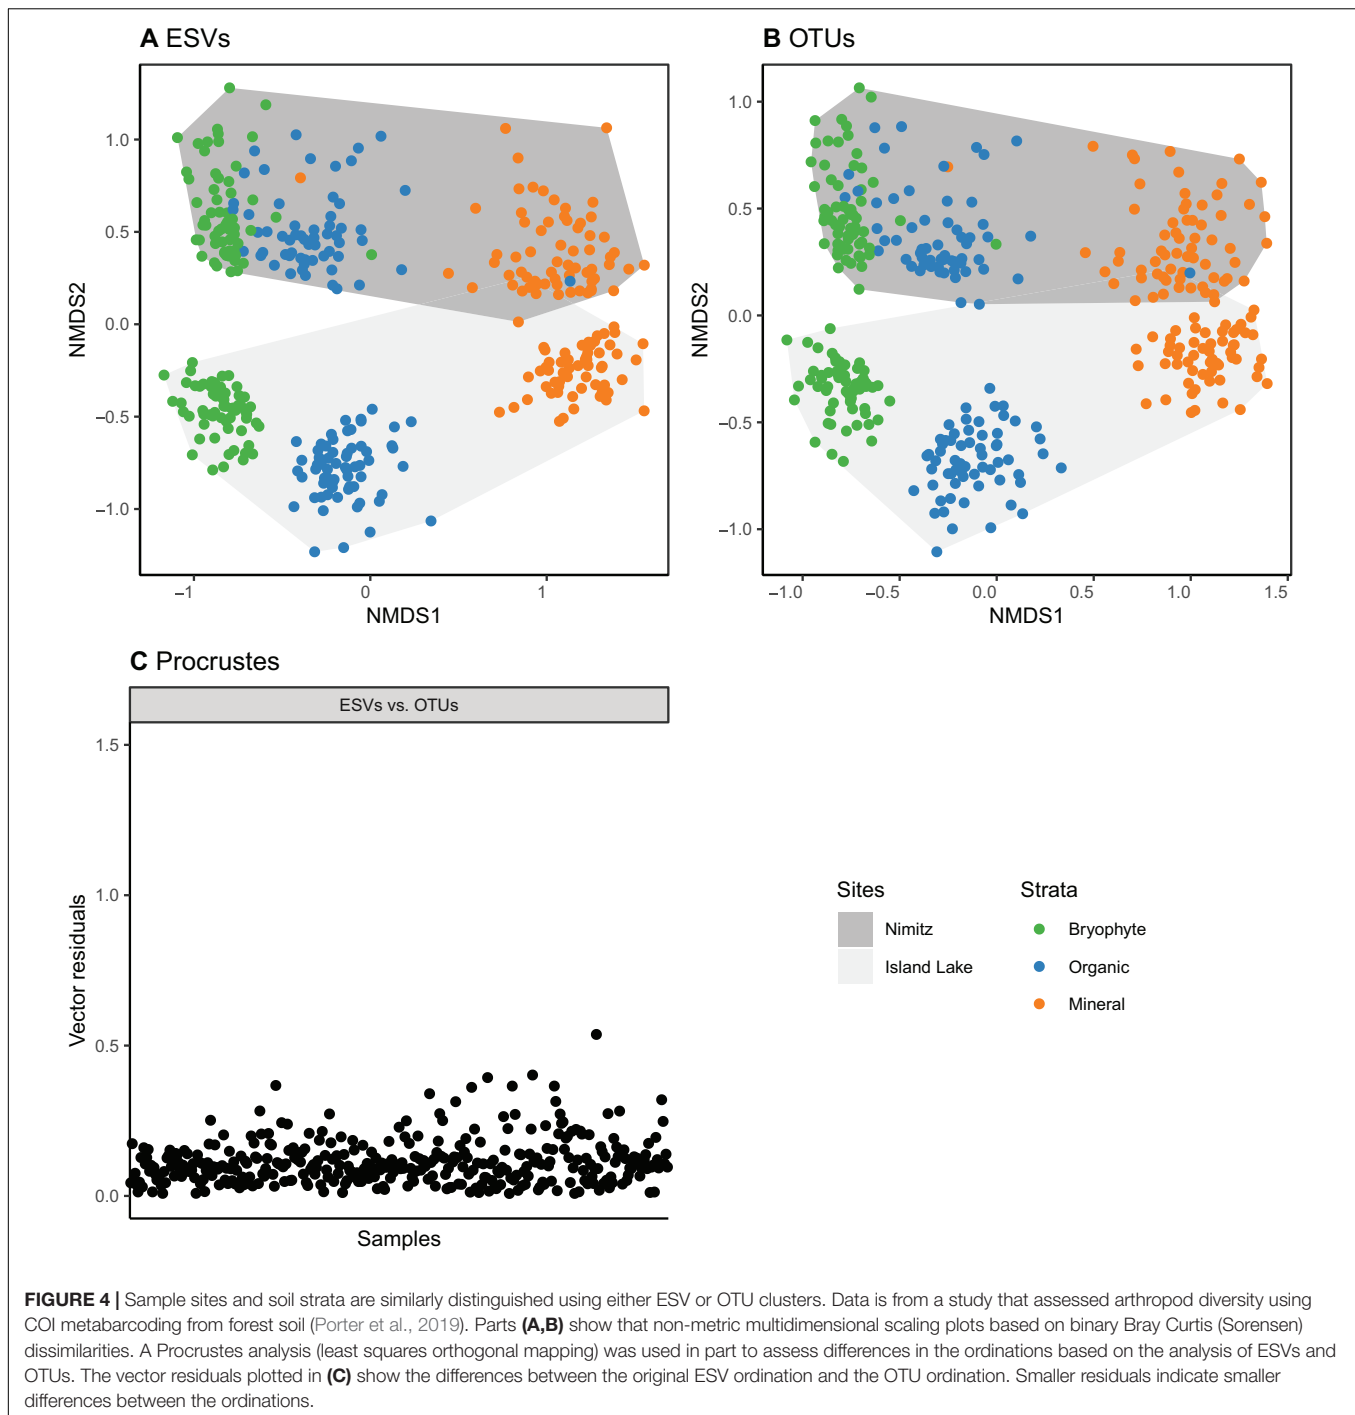 A ESVs
B OTUs
1.0
0.5
0.0
−0.5
−1.0
NMDS2
−1
0
1
NMDS1
1.0
0.5
0.0
−0.5
−1.0
NMDS2
−1.0
−0.5
0.0
0.5
1.0
1.5
NMDS1
C Procrustes
ESVs vs. OTUs
1.5
1.0
0.5
0.0
Vector residuals
Samples
Sites
Nimitz
Island Lake
Strata
Bryophyte
Organic
Mineral
FIGURE 4 | Sample sites and soil strata are similarly distinguished using either ESV or OTU clusters. Data is from a study that assessed arthropod diversity using
COI metabarcoding from forest soil (Porter et al., 2019). Parts (A,B) show that non-metric multidimensional scaling plots based on binary Bray Curtis (Sorensen)
dissimilarities. A Procrustes analysis (least squares orthogonal mapping) was used in part to assess differences in the ordinations based on the analysis of ESVs and
OTUs. The vector residuals plotted in (C) show the differences between the original ESV ordination and the OTU ordination. Smaller residuals indicate smaller
differences between the ordinations.